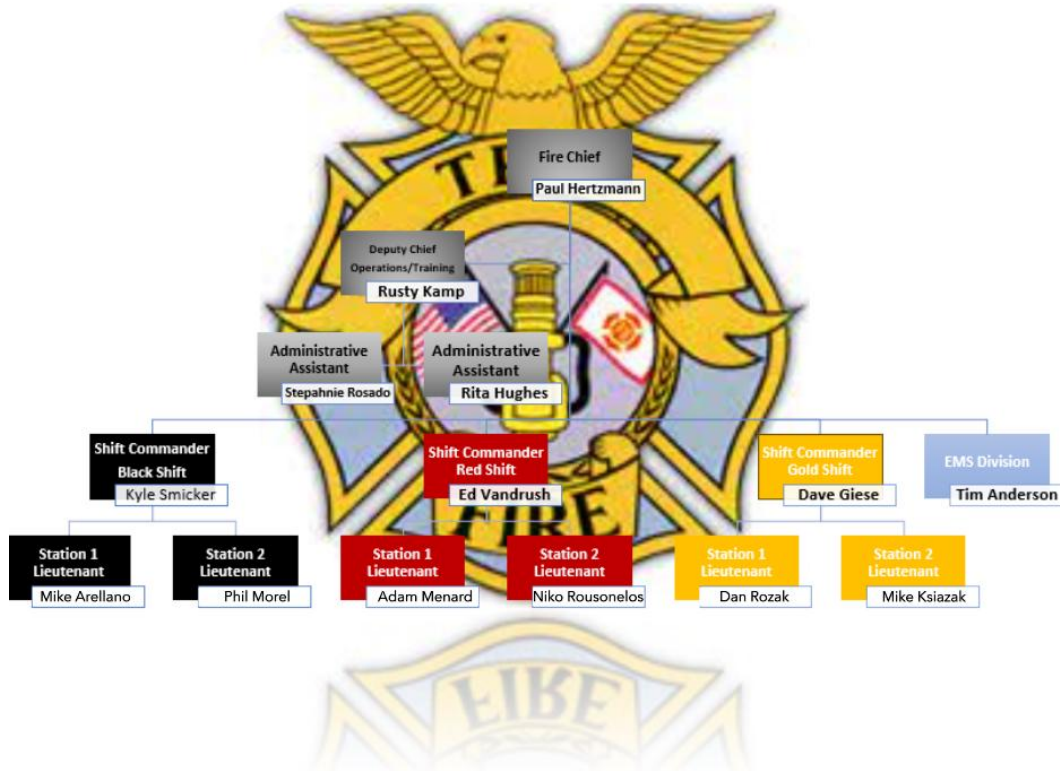 TE
Fire Chief
Paul Hertzmann
Deputy Chief
Operations/Training
Rusty Kamp
Administrative
Assistant
Stepahnie Rosado
Administrative
Assistant
Rita Hughes
Shift Commander
Black Shift
Kyle Smicker
Shift Commander
Red Shift
Ed Vandrush
Shift Commander
Gold Shift
Dave Giese
EMS Division
Tim Anderson
FIRE
Station 1
Lieutenant
Mike Arellano
Station 2
Lieutenant
Phil Morel
Station 1
Lieutenant
Adam Menard
Station 2
Lieutenant
Niko Rousonelos
Station 1
Lieutenant
Dan Rozak
Station 2
Lieutenant
Mike Ksiazak
FIRE